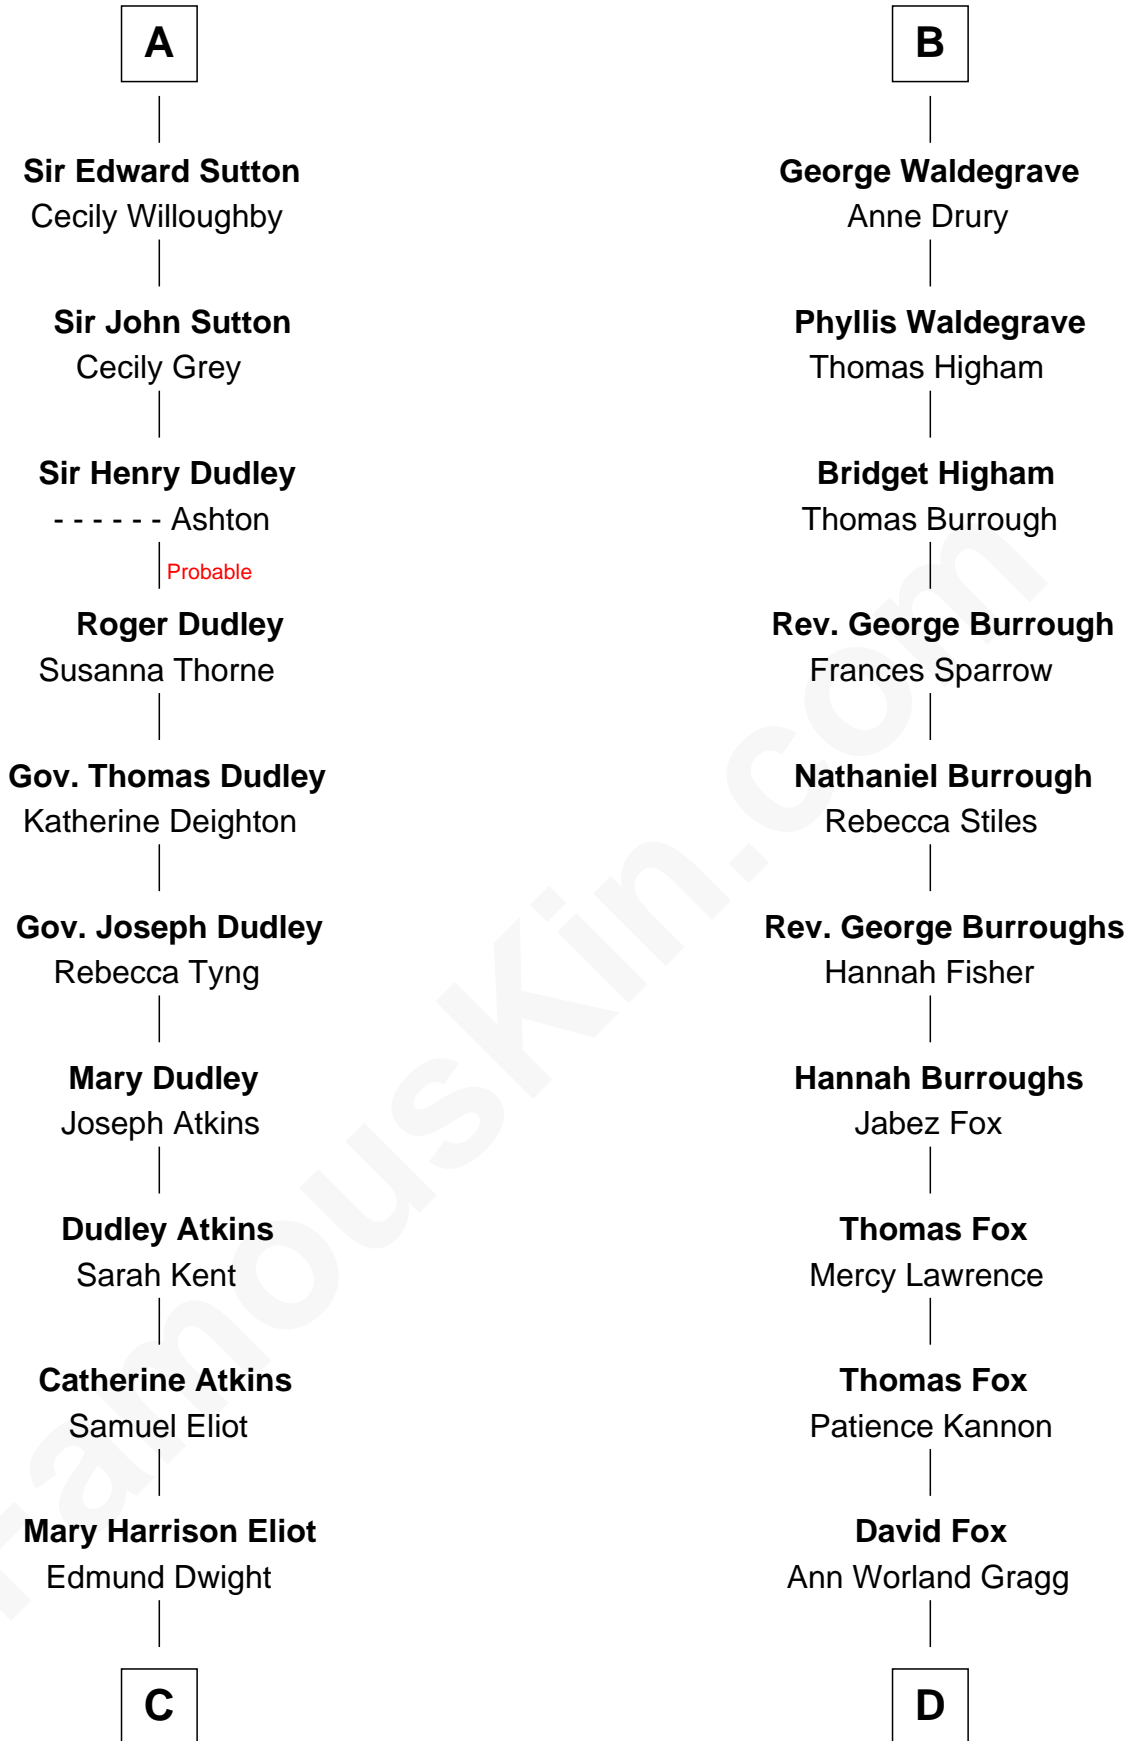 A
Sir Edward Sutton
Cecily Willoughby
Sir John Sutton
Cecily Grey
Sir Henry Dudley
- - - - - - Ashton
Probable
Roger Dudley
Susanna Thorne
Gov. Thomas Dudley
Katherine Deighton
Gov. Joseph Dudley
Rebecca Tyng
Mary Dudley
Joseph Atkins
Dudley Atkins
Sarah Kent
Catherine Atkins
Samuel Eliot
Mary Harrison Eliot
Edmund Dwight
C
B
George Waldegrave
Anne Drury
Phyllis Waldegrave
Thomas Higham
Bridget Higham
Thomas Burrough
Rev. George Burrough
Frances Sparrow
Nathaniel Burrough
Rebecca Stiles
Rev. George Burroughs
Hannah Fisher
Hannah Burroughs
Jabez Fox
Thomas Fox
Mercy Lawrence
Thomas Fox
Patience Kannon
David Fox
Ann Worland Gragg
D
FamousKin.com